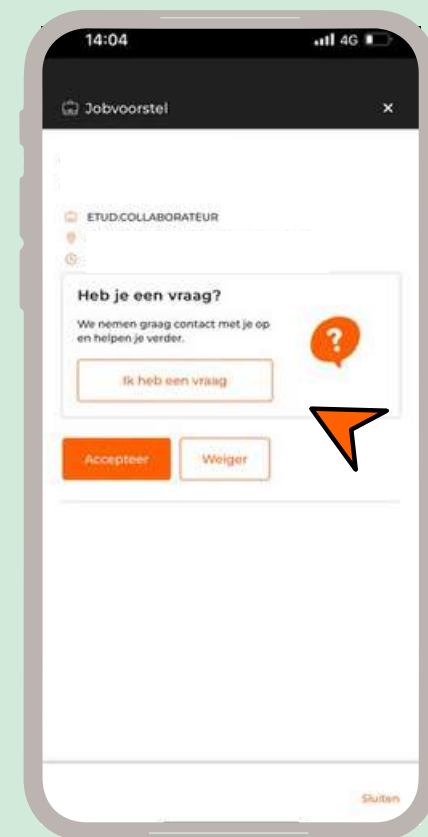 14:04 4G
Jobvoorstel ×
ETUD.COLLABORATEUR
Heb je een vraag?
We nemen graag contact met je op
en helpen je verder.
?
Ik heb een vraag
Accepteer Weiger
Sluiten